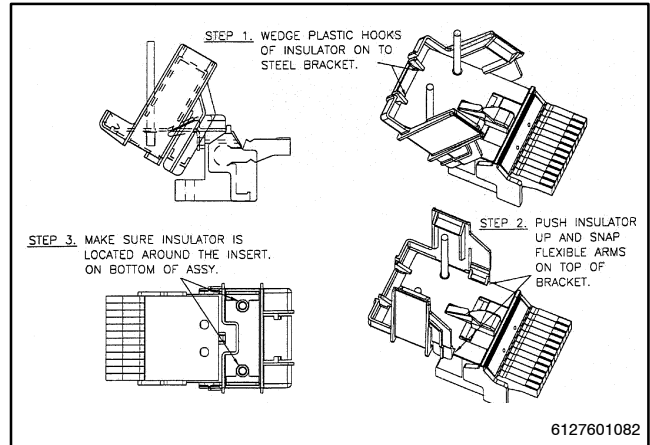 STEP 1. WEDGE PLASTIC HOOKS
OF INSULATOR ON TO
STEEL BRACKET.
STEP 2. PUSH INSULATOR
UP AND SNAP
FLEXIBLE ARMS
ON TOP OF
BRACKET.
STEP 3. MAKE SURE INSULATOR IS
LOCATED AROUND THE INSERT.
ON BOTTOM OF ASSY.
6127601082